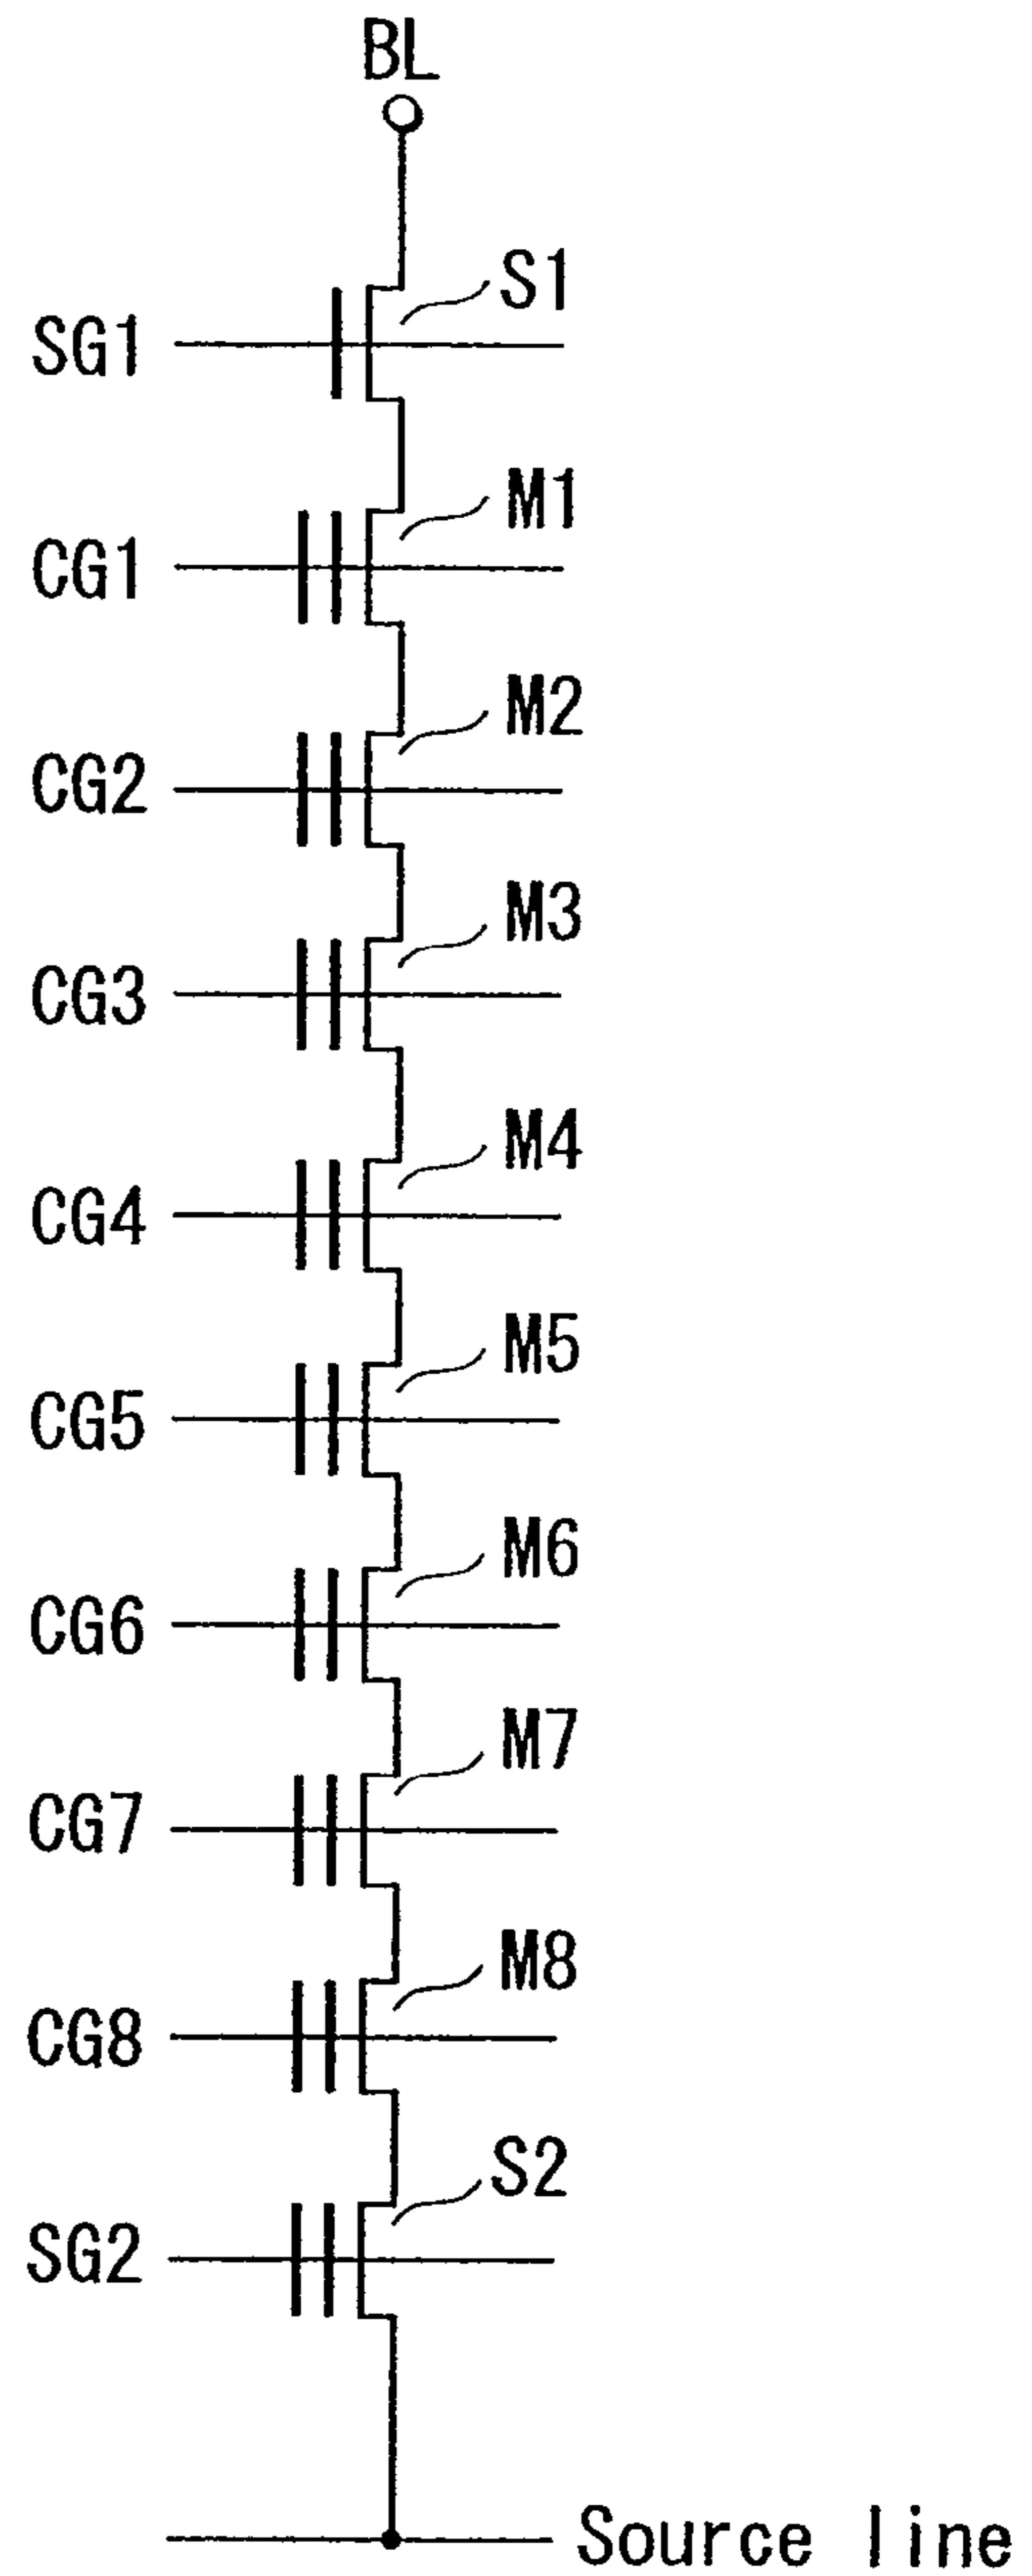 BL
S1
SG1
M1
CG1
M2
CG2
M3
CG3
M4
CG4
M5
CG5
M6
CG6
M7
CG7
M8
CG8
S2
SG2
Source line